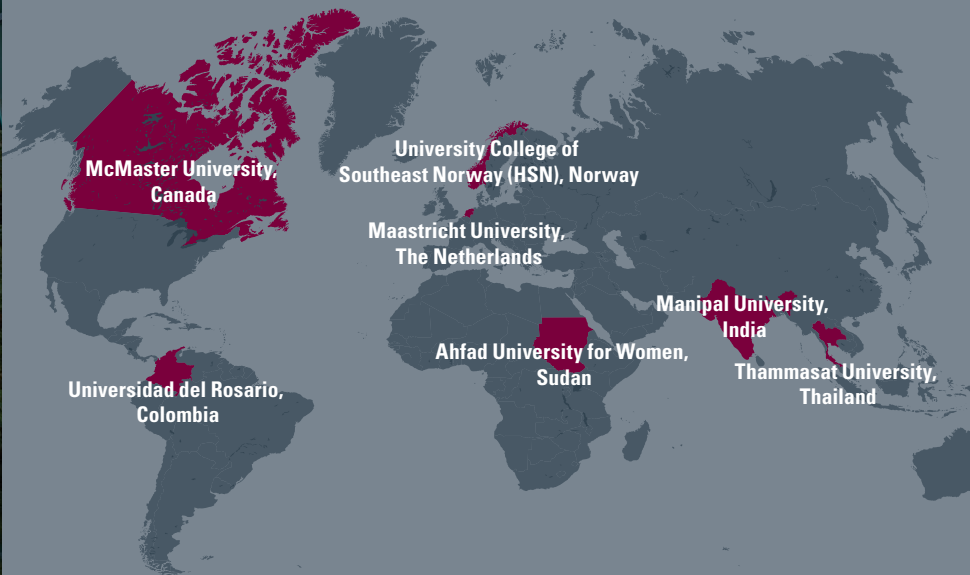 McMaster University,
Canada
University College of
Southeast Norway (HSN), Norway
Maastricht University,
The Netherlands
Manipal University,
India
Ahfad University for Women,
Sudan
Thammasat University,
Thailand
Universidad del Rosario,
Colombia